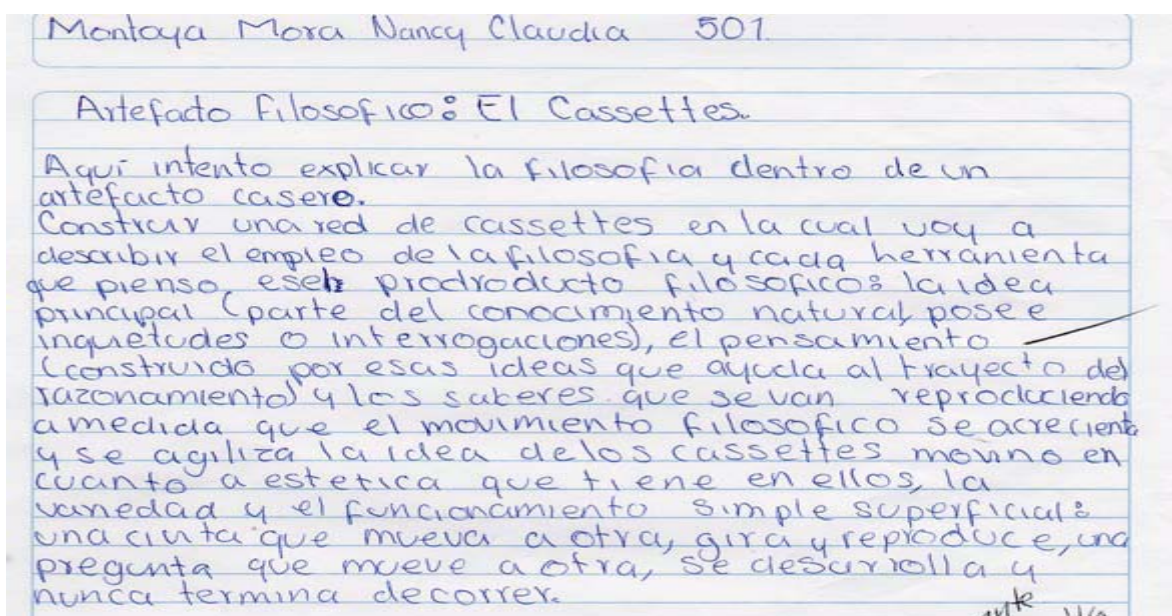 Montoya Mora Nancy Claudia 501
Artefacto Filosofico: El Cassettes.
Aquí intento explicar la filosofia dentro de un
artefacto casero.
Construir una red de cassettes en la cual voy a
describir el empleo de la filosofia y cada herramienta
que pienso, es el prodroducto filosofico: la idea
principal (parte del conocimiento natural, posee
inquietudes o interrogaciones), el pensamiento
(construido por esas ideas que ayuda al trayecto del
razonamiento) y los saberes que se van reproduciendo
a medida que el movimiento filosofico se acrecienta
y se agiliza la idea de los cassettes movino en
cuanto a estetica que tiene en ellos, la
variedad y el funcionamiento simple superficial:
una cinta que mueva a otra, gira y reproduce, una
pregunta que mueve a otra, se desarrolla y
nunca termina de correr.